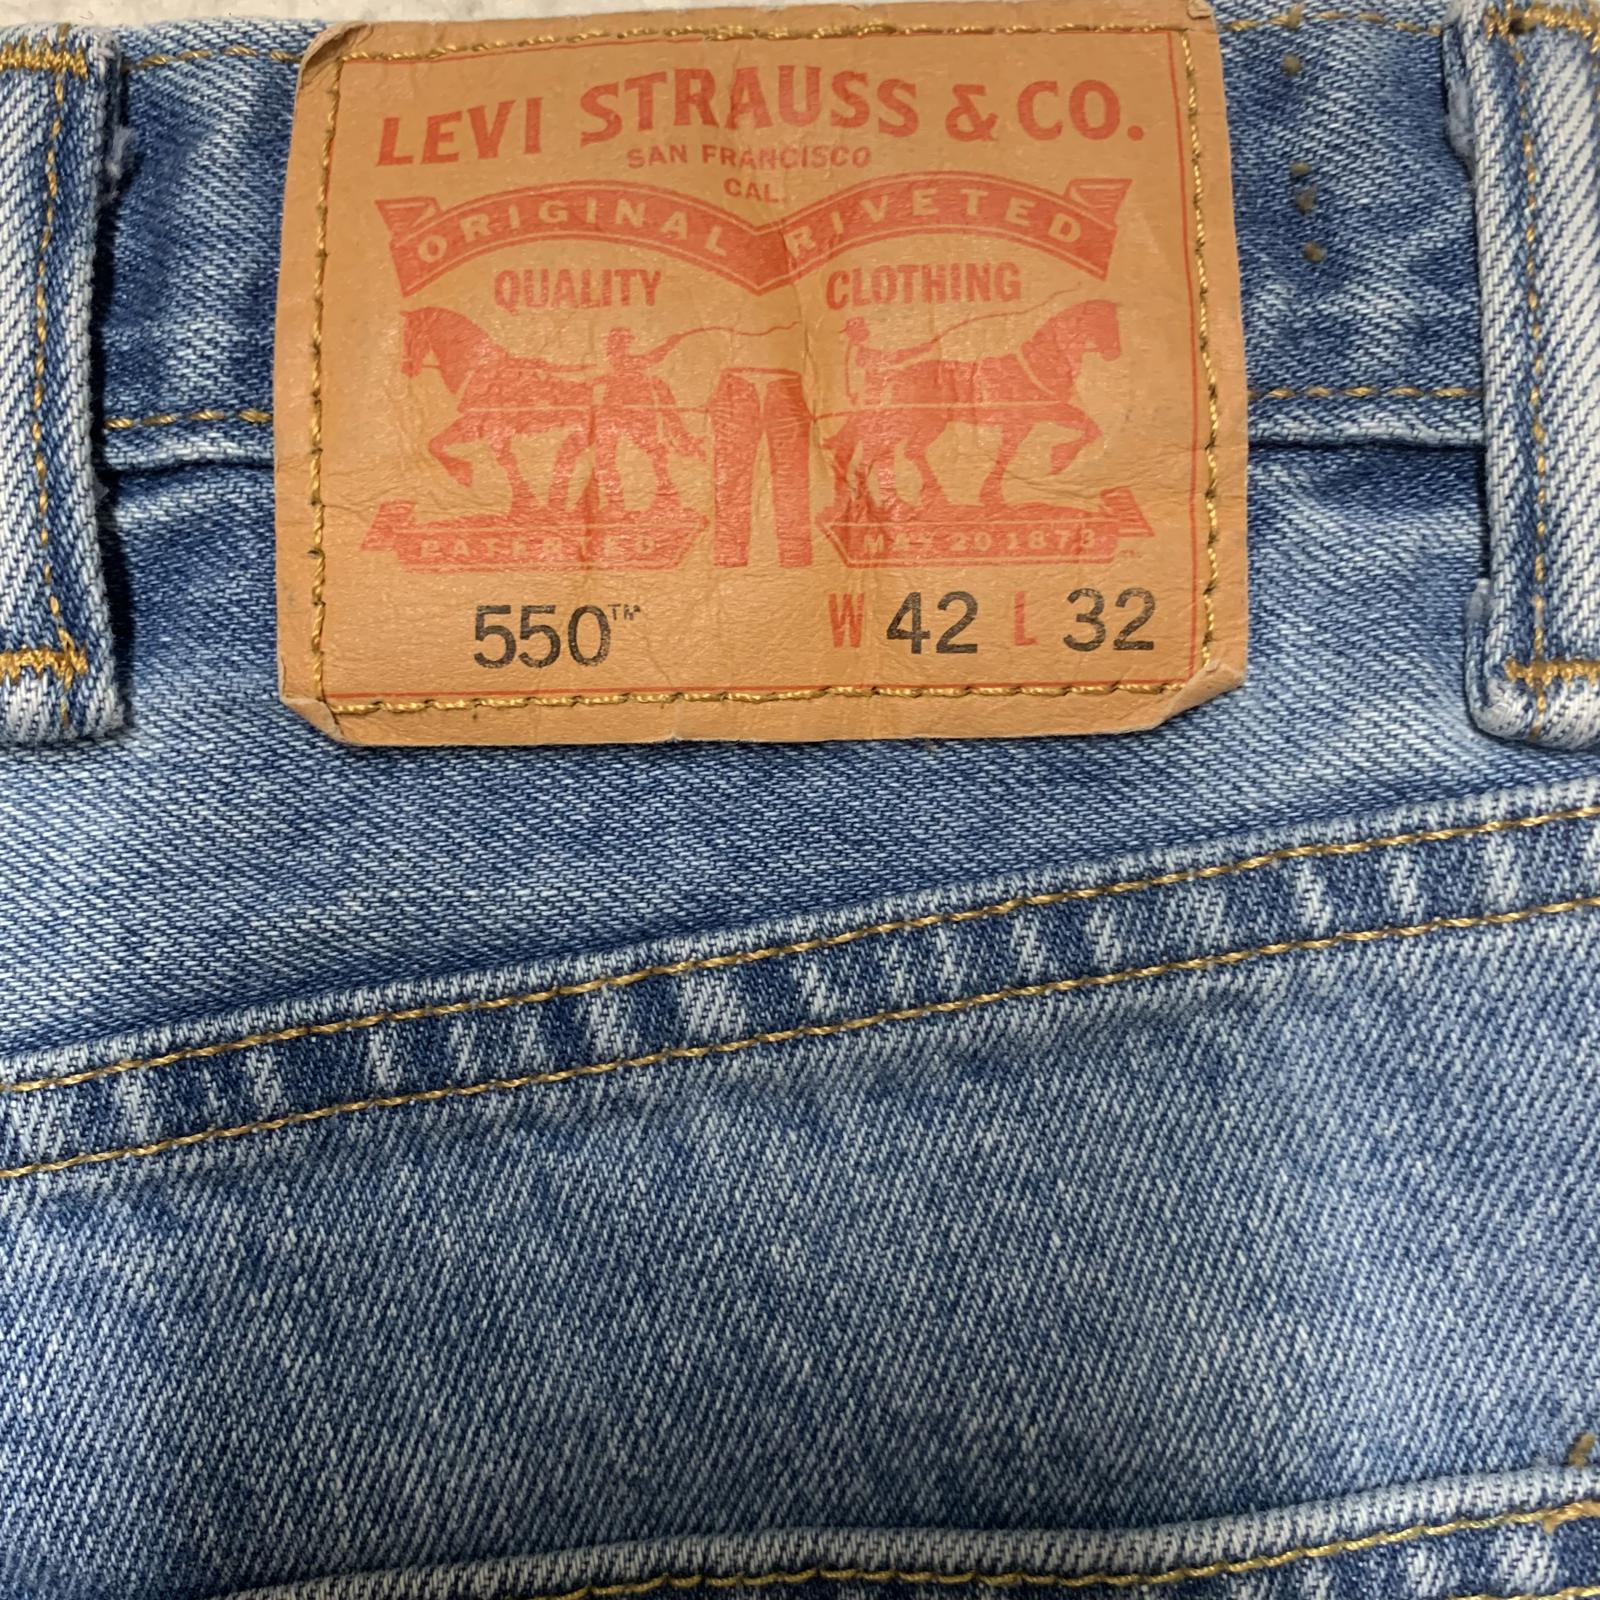 LEVI STRAUSS & CO.
SAN FRANCISCO
CAL.
ORIGINAL RIVETED
QUALITY CLOTHING
PATENTED MAY 20 1873
550™ W 42 L 32